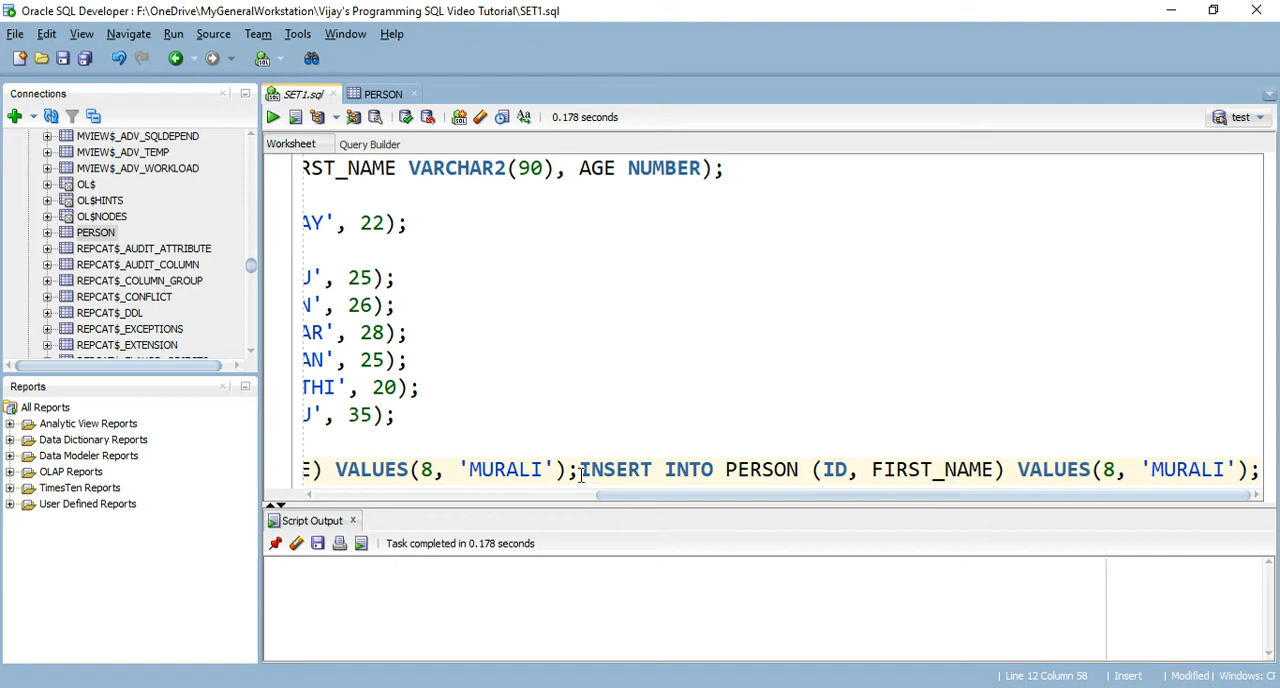 Oracle SQL Developer : F:\OneDrive\MyGeneralWorkstation\Vijay's Programming SQL Video Tutorial\SET1.sql
File Edit View Navigate Run Source Team Tools Window Help
Connections
MVIEW$_ADV_SQLDEPEND
MVIEW$_ADV_TEMP
MVIEW$_ADV_WORKLOAD
OL$
OL$HINTS
OL$NODES
PERSON
REPCAT$_AUDIT_ATTRIBUTE
REPCAT$_AUDIT_COLUMN
REPCAT$_COLUMN_GROUP
REPCAT$_CONFLICT
REPCAT$_DDL
REPCAT$_EXCEPTIONS
REPCAT$_EXTENSION
Reports
All Reports
Analytic View Reports
Data Dictionary Reports
Data Modeler Reports
OLAP Reports
TimesTen Reports
User Defined Reports
SET1.sql PERSON
0.178 seconds test
Worksheet Query Builder
RST_NAME VARCHAR2(90), AGE NUMBER);
AY', 22);
U', 25);
N', 26);
AR', 28);
AN', 25);
THI', 20);
U', 35);
E) VALUES(8, 'MURALI');INSERT INTO PERSON (ID, FIRST_NAME) VALUES(8, 'MURALI');
Script Output
Task completed in 0.178 seconds
Line 12 Column 58 Insert Modified Windows: